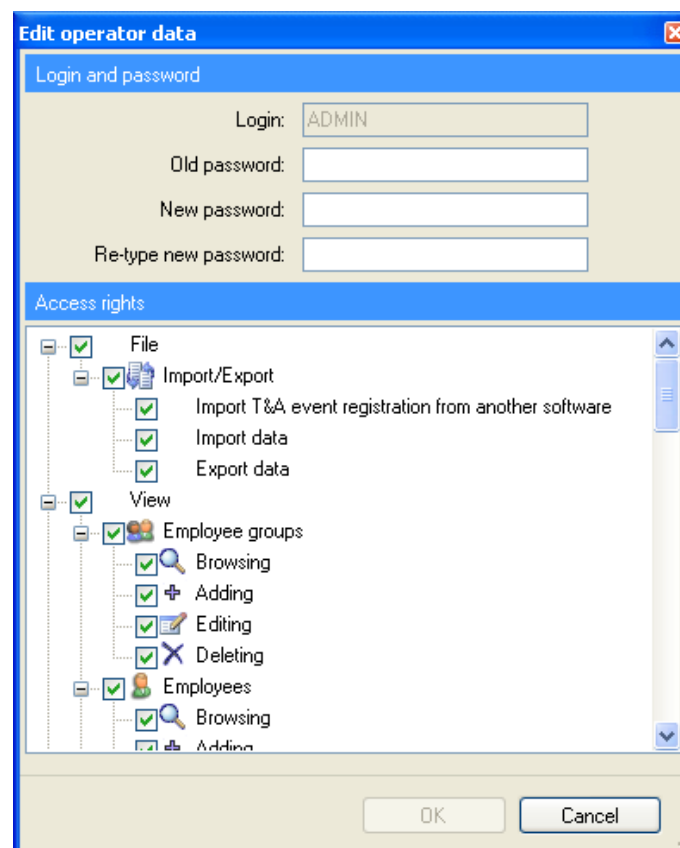 Edit operator data
Login and password
Login: ADMIN
Old password:
New password:
Re-type new password:
Access rights
File
Import/Export
Import T&A event registration from another software
Import data
Export data
View
Employee groups
Browsing
Adding
Editing
Deleting
Employees
Browsing
Adding
OK Cancel